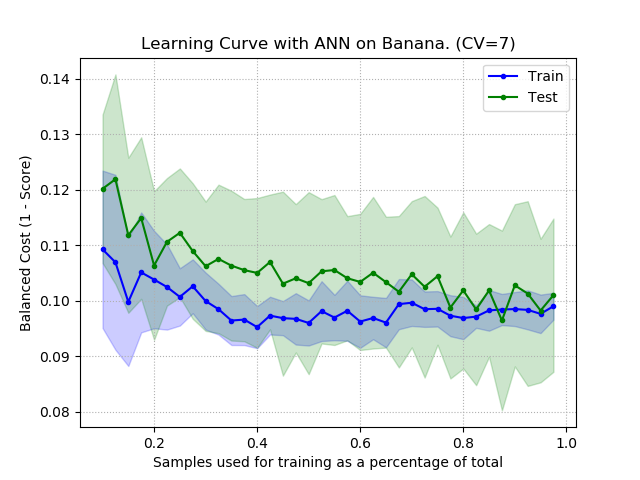 Learning Curve with ANN on Banana. (CV=7)
Train
Test
Balanced Cost (1 - Score)
0.14
0.13
0.12
0.11
0.10
0.09
0.08
0.2 0.4 0.6 0.8 1.0
Samples used for training as a percentage of total